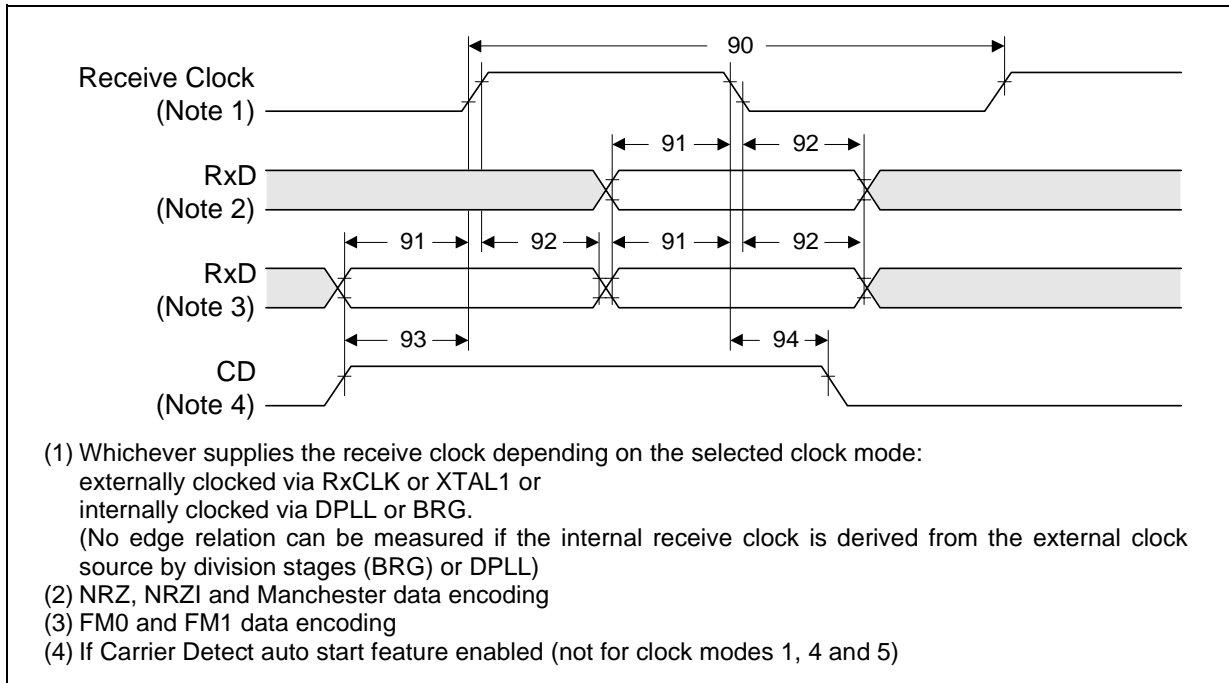 90
Receive Clock
(Note 1)
91 92
RxD
(Note 2)
91 92 91 92
RxD
(Note 3)
93 94
CD
(Note 4)
(1) Whichever supplies the receive clock depending on the selected clock mode:
externally clocked via RxCLK or XTAL1 or
internally clocked via DPLL or BRG.
(No edge relation can be measured if the internal receive clock is derived from the external clock
source by division stages (BRG) or DPLL)
(2) NRZ, NRZI and Manchester data encoding
(3) FM0 and FM1 data encoding
(4) If Carrier Detect auto start feature enabled (not for clock modes 1, 4 and 5)